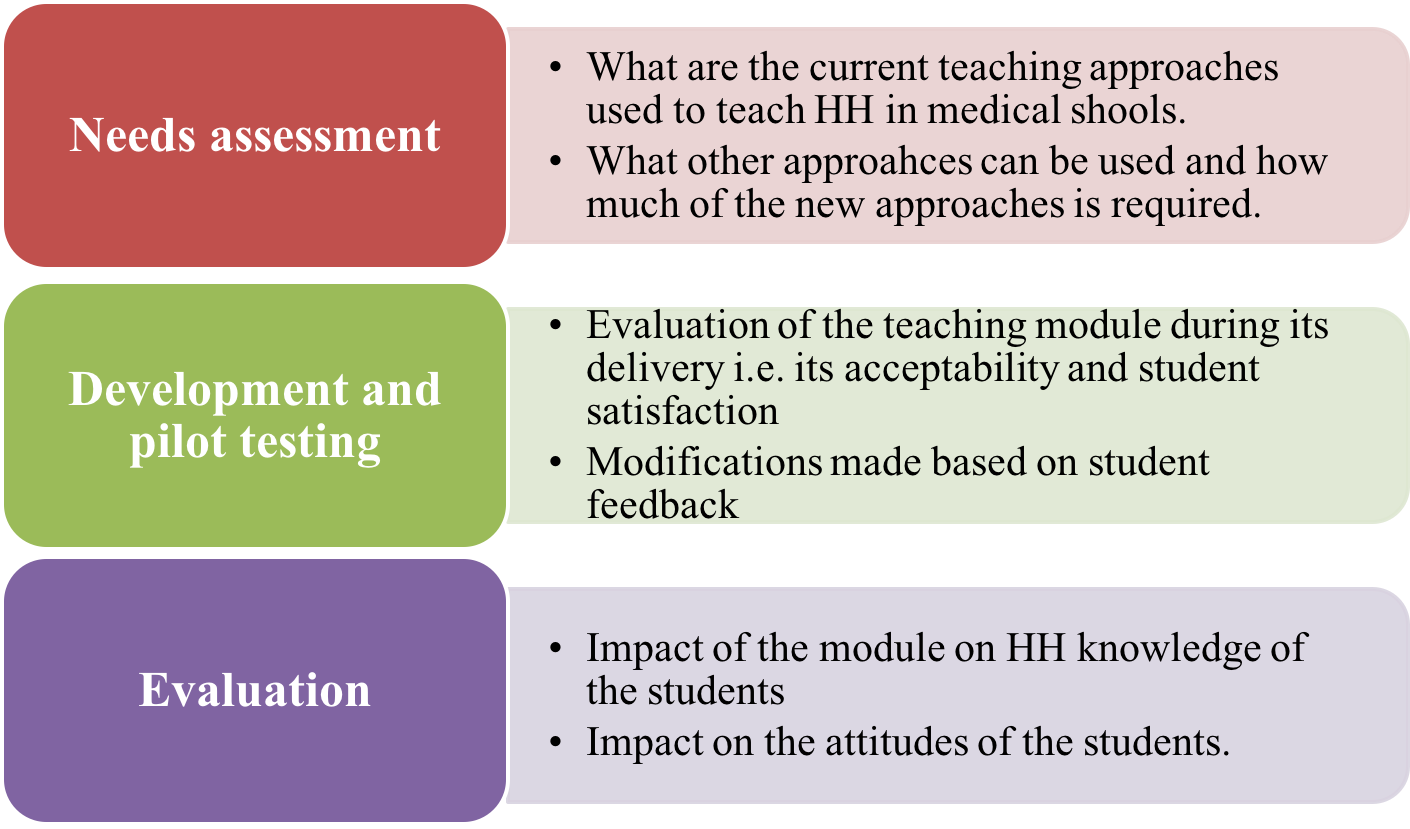 Needs assessment
• What are the current teaching approaches
used to teach HH in medical shools.
• What other approahces can be used and how
much of the new approaches is required.
Development and
pilot testing
• Evaluation of the teaching module during its
delivery i.e. its acceptability and student
satisfaction
• Modifications made based on student
feedback
Evaluation
• Impact of the module on HH knowledge of
the students
• Impact on the attitudes of the students.